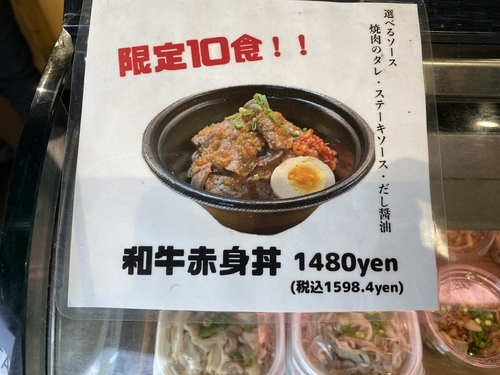 選べるソース
焼肉のダレ・ステーキソース・だし醤油
限定10食!!
和牛赤身丼 1480yen
(税込1598.4yen)